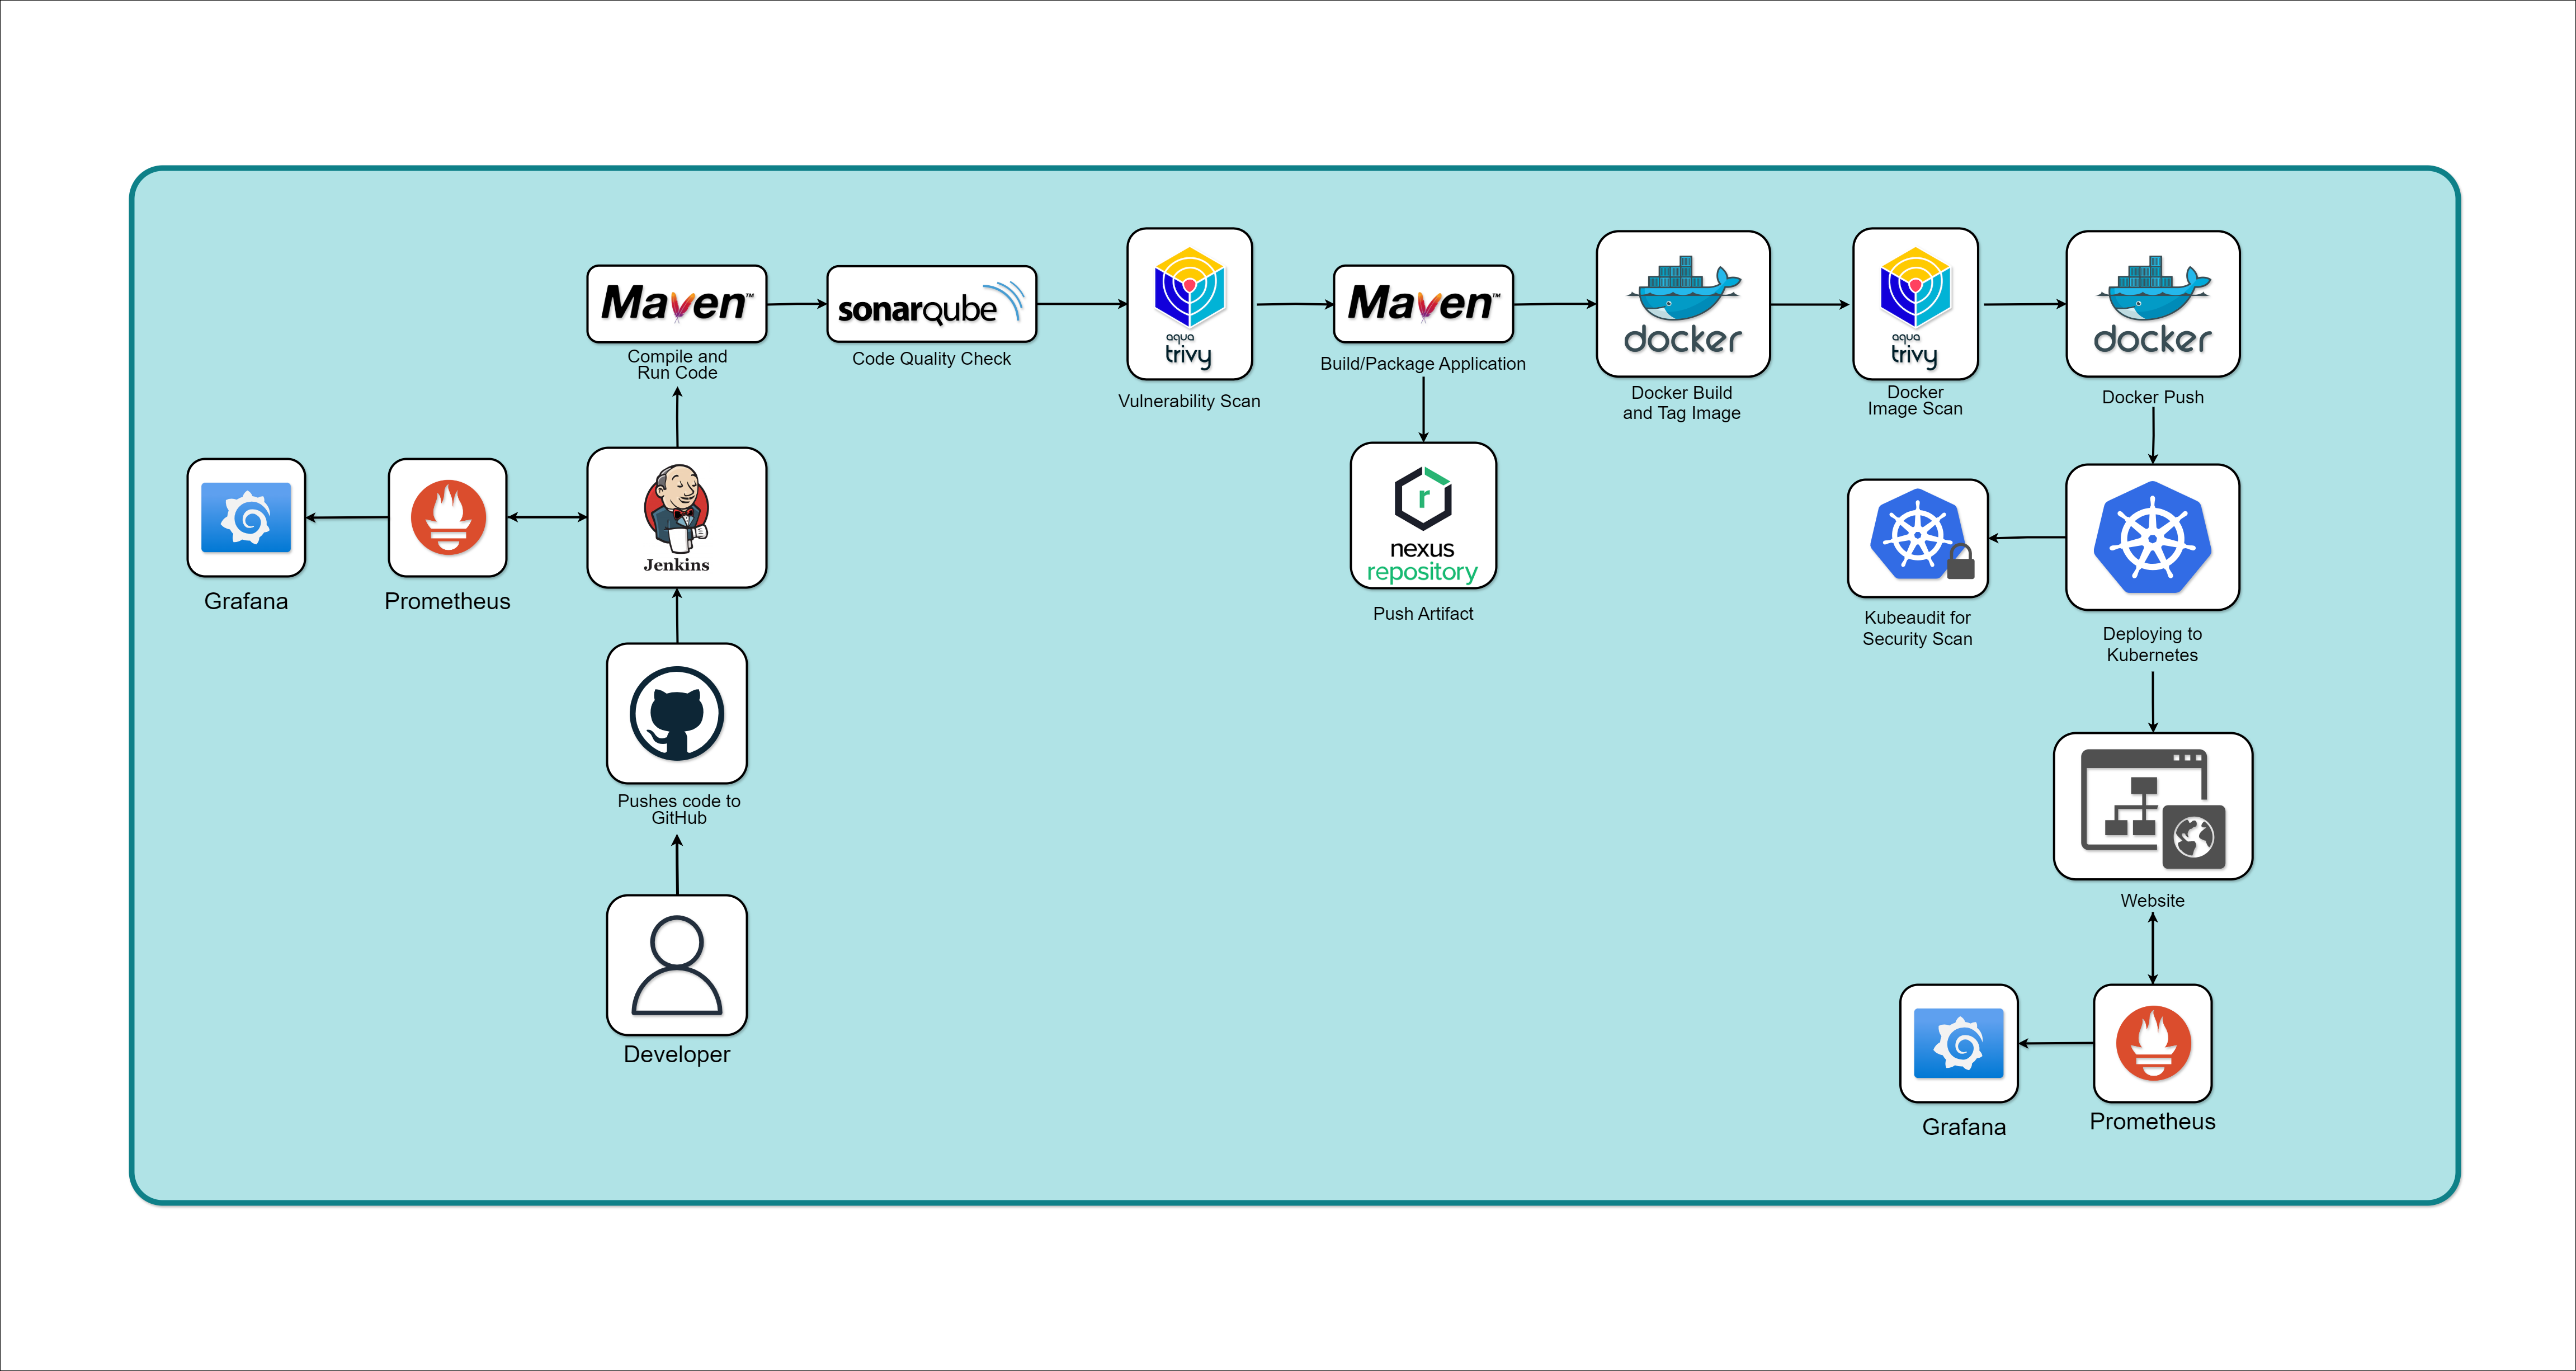 Maven™
Compile and
Run Code
sonarqube
Code Quality Check
aqua
trivy
Vulnerability Scan
Maven™
Build/Package Application
docker
Docker Build
and Tag Image
aqua
trivy
Docker
Image Scan
docker
Docker Push
Grafana
Prometheus
Jenkins
r
nexus
repository
Push Artifact
Kubeaudit for
Security Scan
Deploying to
Kubernetes
Pushes code to
GitHub
Website
Developer
Grafana
Prometheus